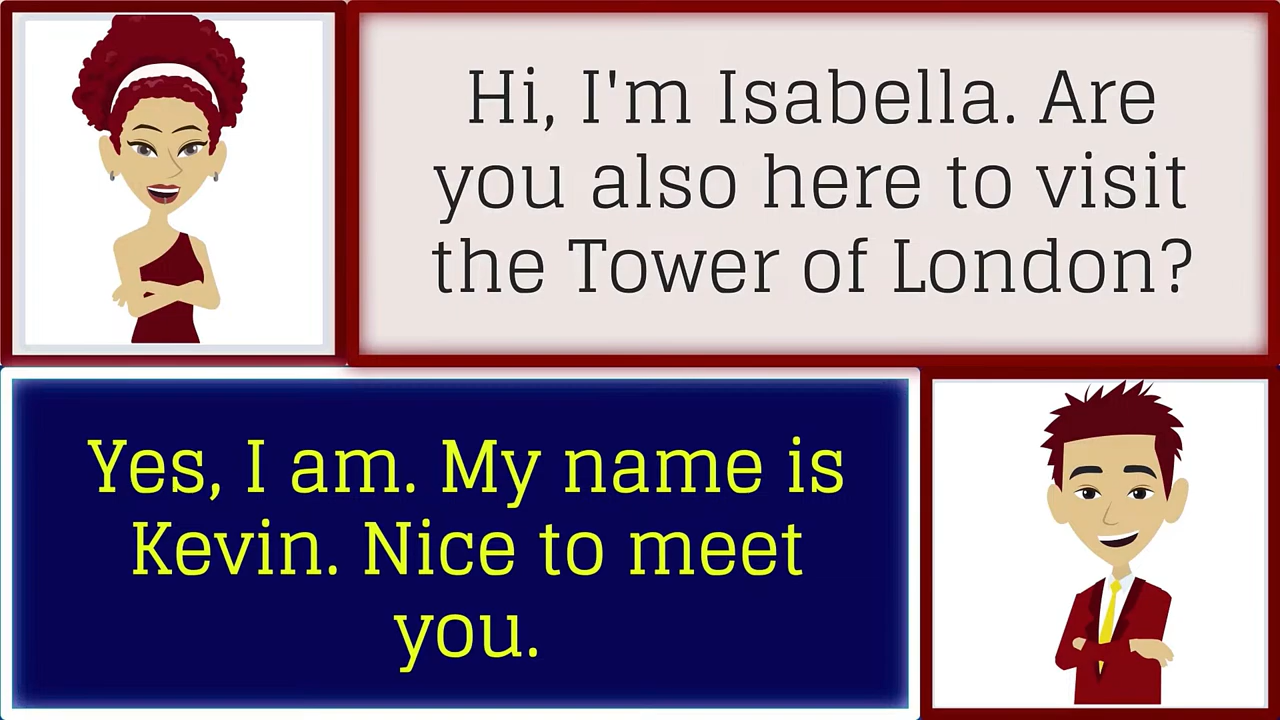 Hi, I'm Isabella. Are
you also here to visit
the Tower of London?
Yes, I am. My name is
Kevin. Nice to meet
you.